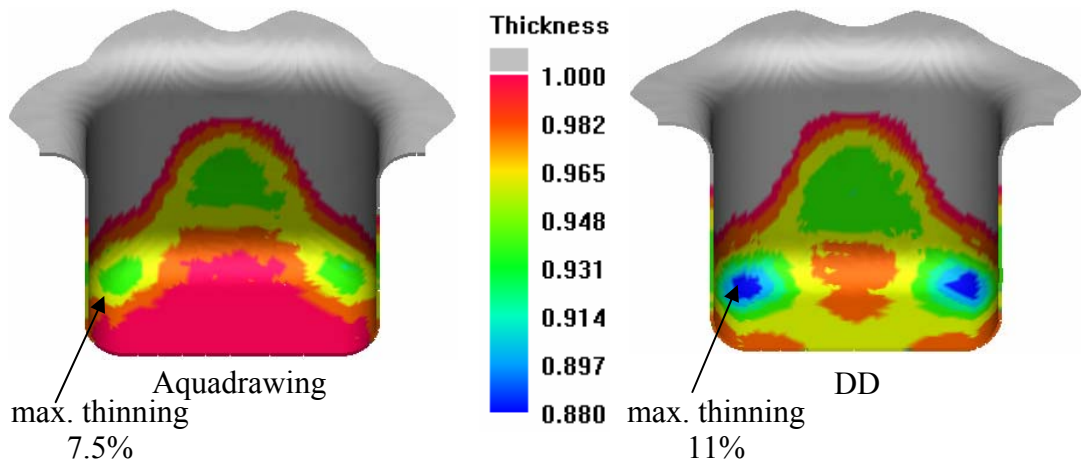 Thickness
1.000
0.982
0.965
0.948
0.931
0.914
0.897
0.880
Aquadrawing
max. thinning
7.5%
DD
max. thinning
11%